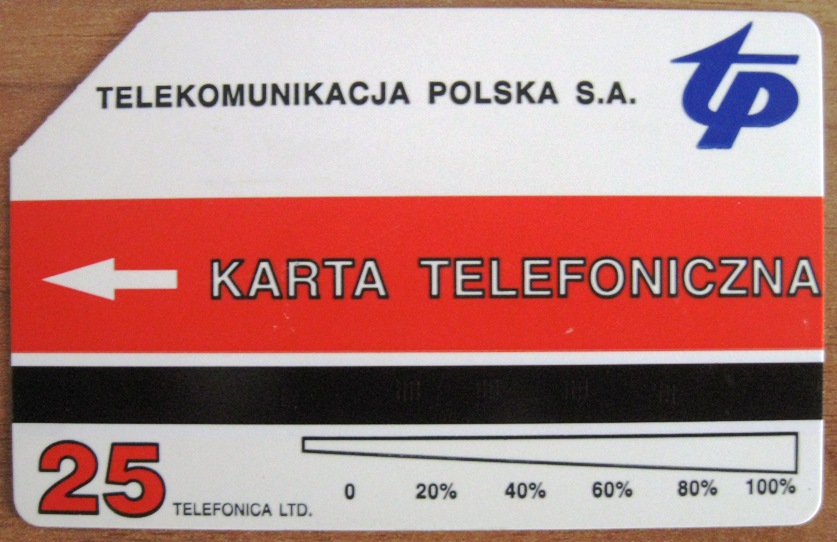 TELEKOMUNIKACJA POLSKA S.A.
tp
KARTA TELEFONICZNA
25 TELEFONICA LTD.
0 20% 40% 60% 80% 100%